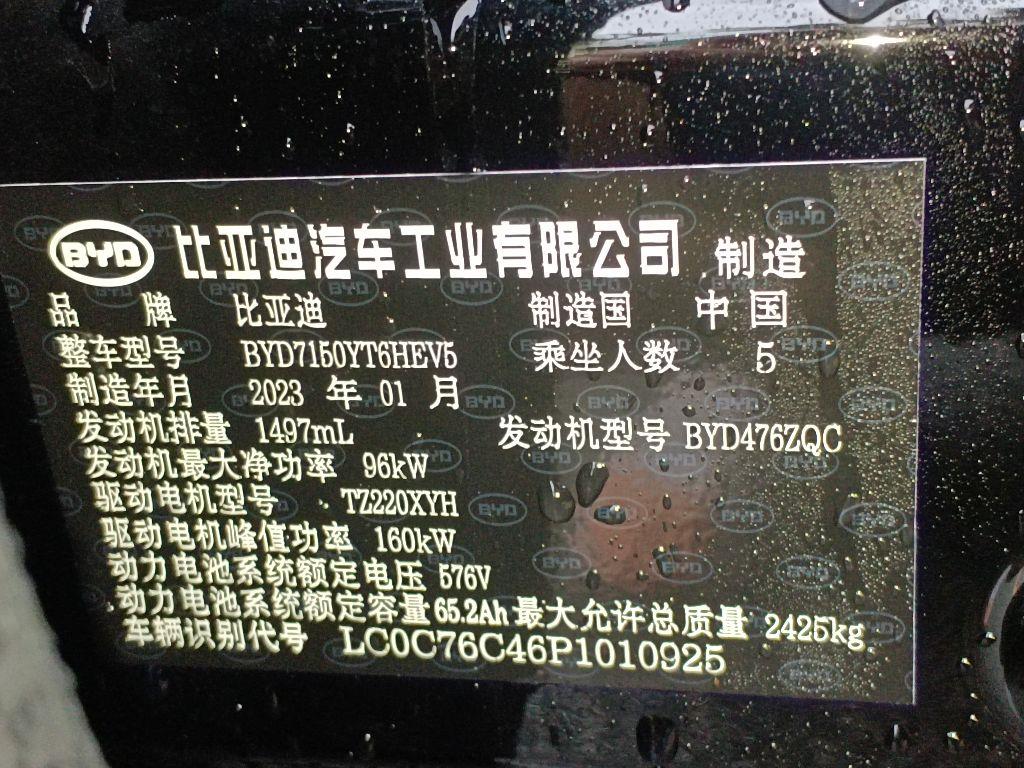 BYD 比亚迪汽车工业有限公司 制造
品 牌 比亚迪 制造国 中国
整车型号 BYD7150YT6HEV5 乘坐人数 5
制造年月 2023 年 01 月
发动机排量 1497mL 发动机型号 BYD476ZQC
发动机最大净功率 96kW
驱动电机型号 TZ220XYH
驱动电机峰值功率 160kW
动力电池系统额定电压 576V
动力电池系统额定容量 65.2Ah 最大允许总质量 2425kg
车辆识别代号 LC0C76C46P1010925